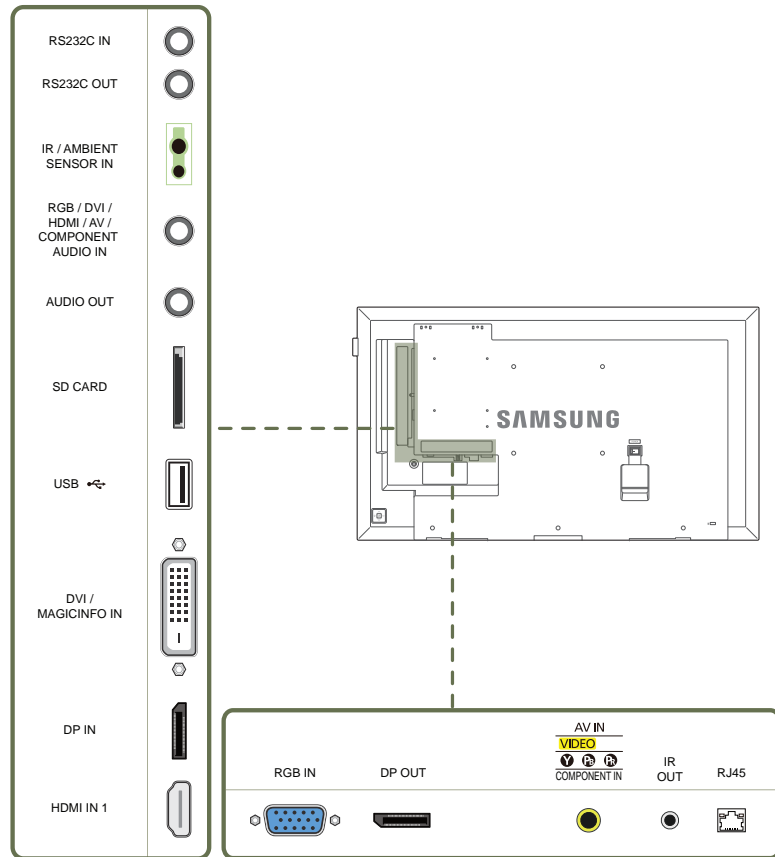 RS232C IN
RS232C OUT
IR / AMBIENT
SENSOR IN
RGB / DVI /
HDMI / AV /
COMPONENT
AUDIO IN
AUDIO OUT
SD CARD
USB
DVI /
MAGICINFO IN
DP IN
HDMI IN 1
SAMSUNG
RGB IN
DP OUT
AV IN
VIDEO
Y PB PR
COMPONENT IN
IR
OUT
RJ45